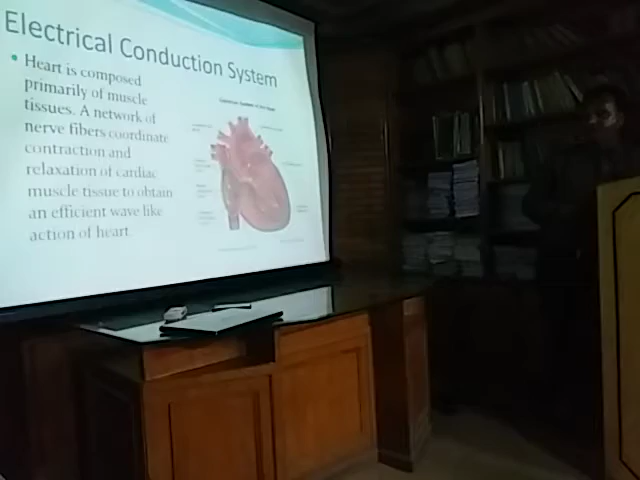 Electrical Conduction System
• Heart is composed
primarily of muscle
tissues. A network of
nerve fibers coordinate
contraction and
relaxation of cardiac
muscle tissue to obtain
an efficient wave like
action of heart.